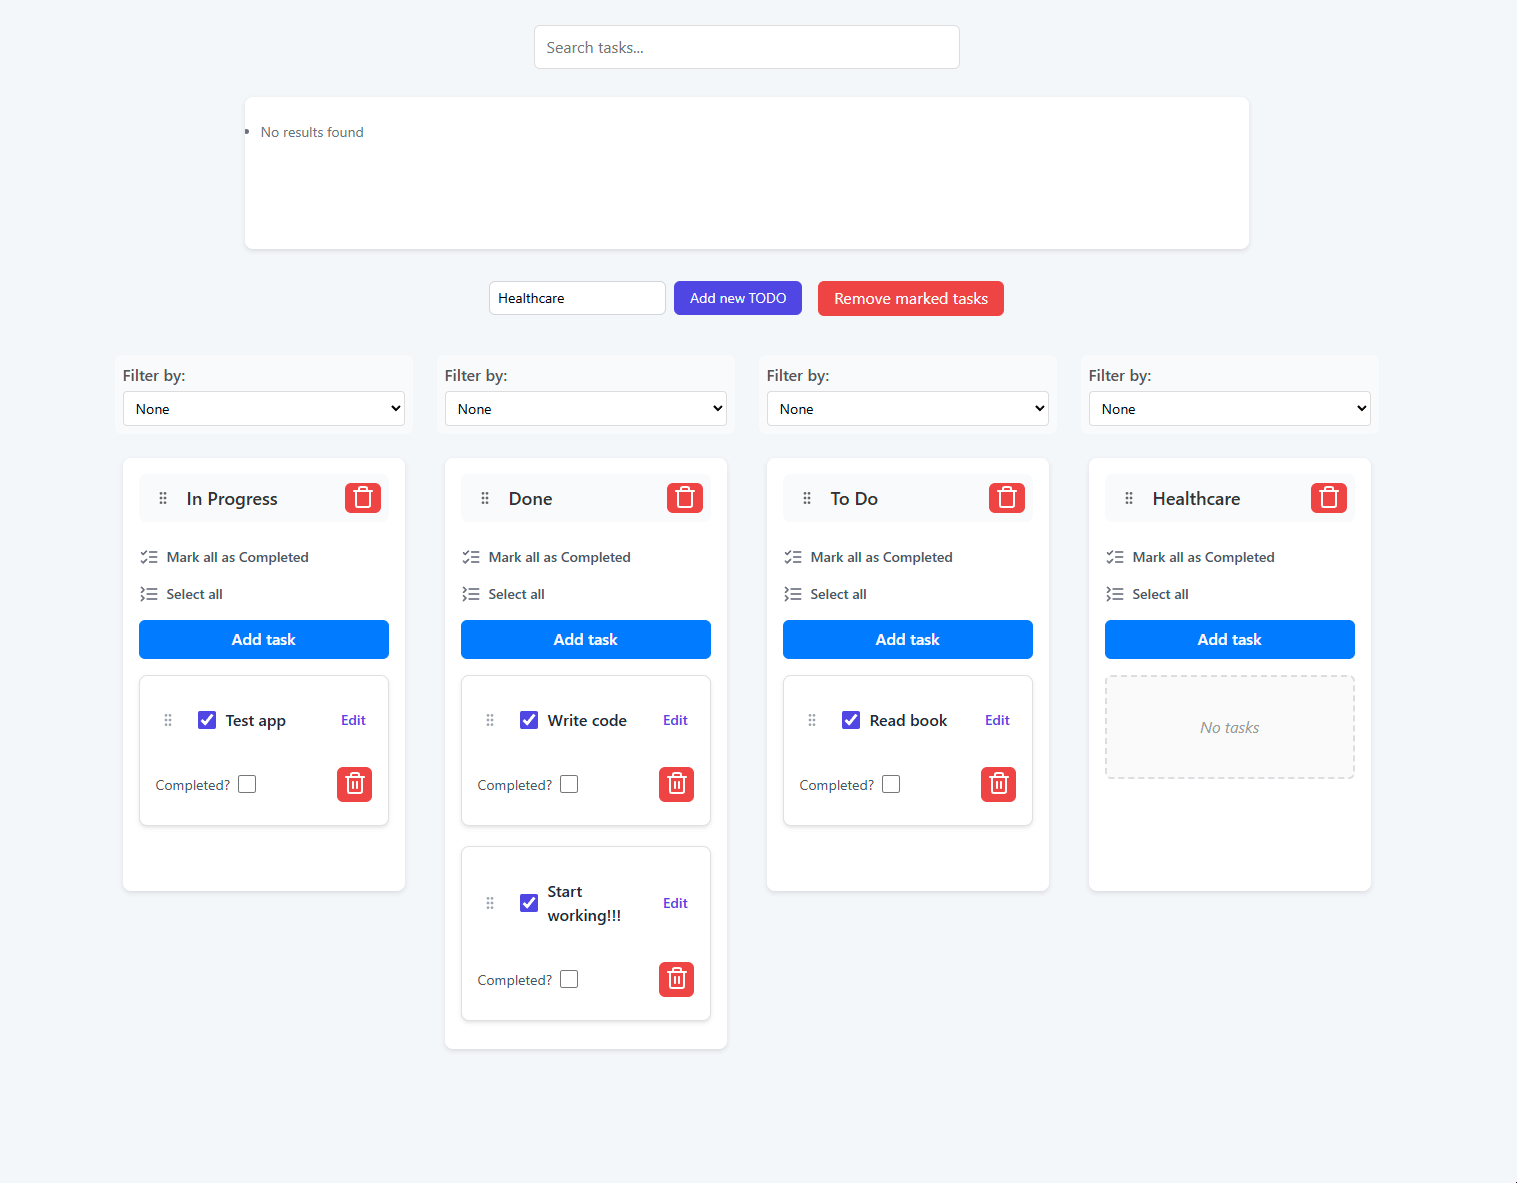 Search tasks...
No results found
Healthcare Add new TODO Remove marked tasks
Filter by: Filter by: Filter by: Filter by:
None None None None
In Progress Done To Do Healthcare
Mark all as Completed Mark all as Completed Mark all as Completed Mark all as Completed
Select all Select all Select all Select all
Add task Add task Add task Add task
Test app Edit Write code Edit Read book Edit No tasks
Completed? Completed? Completed?
Start
working!!! Edit
Completed?